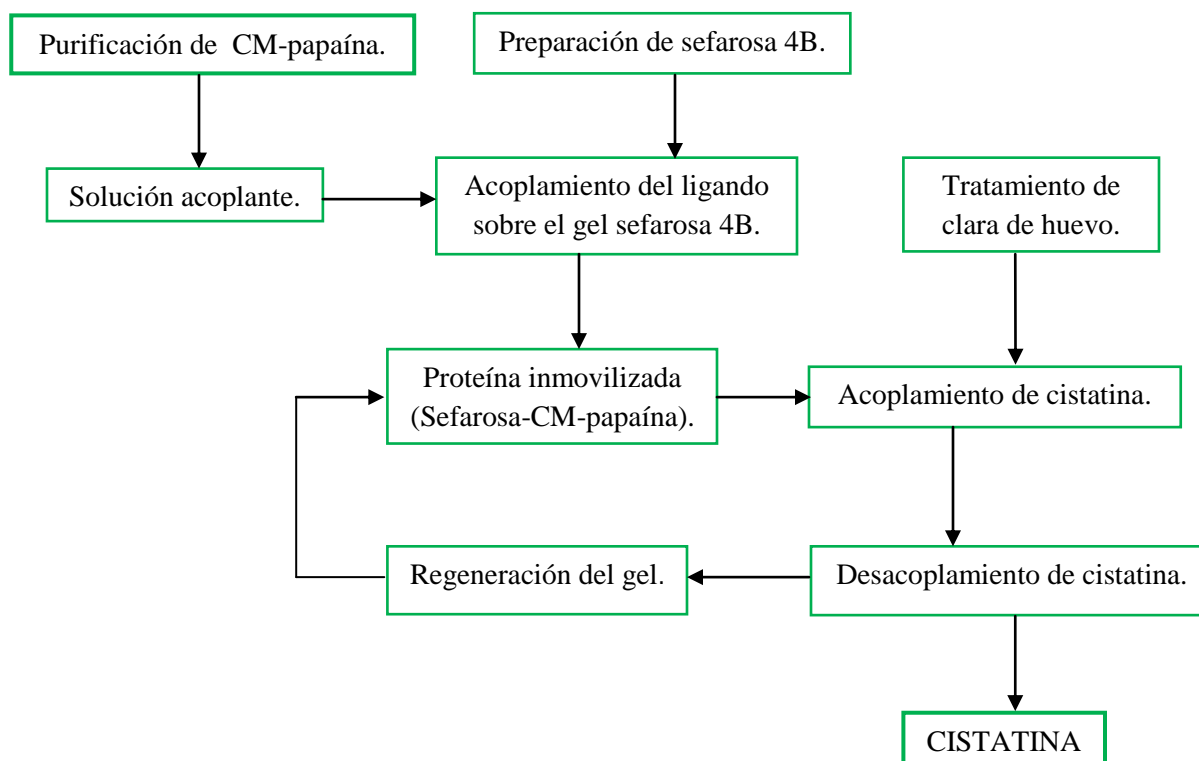 Purificación de CM-papaína.
Preparación de sefarosa 4B.
Solución acoplante.
Acoplamiento del ligando
sobre el gel sefarosa 4B.
Tratamiento de
clara de huevo.
Proteína inmovilizada
(Sefarosa-CM-papaína).
Acoplamiento de cistatina.
Regeneración del gel.
Desacoplamiento de cistatina.
CISTATINA